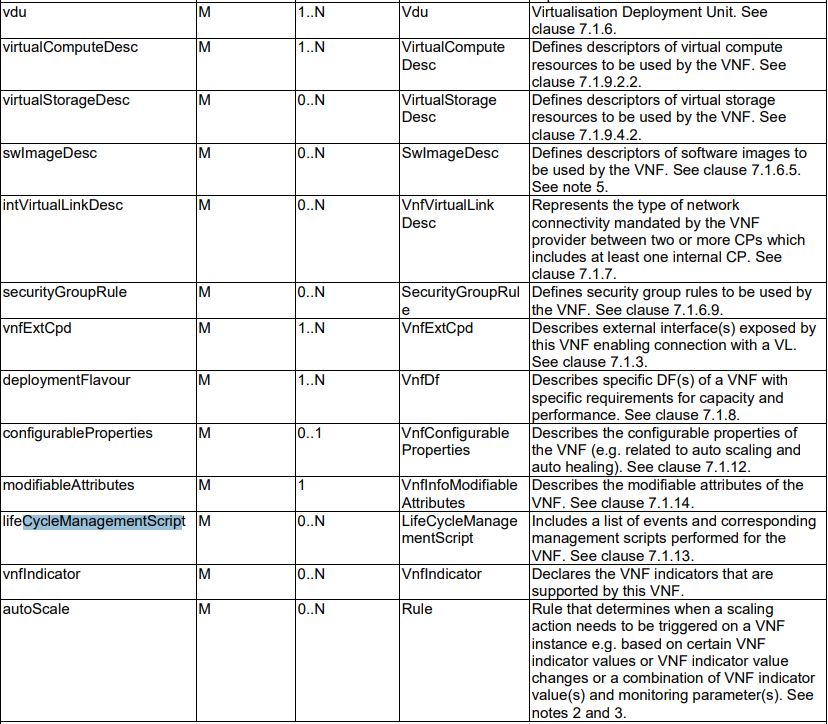 vdu M 1..N Vdu Virtualisation Deployment Unit. See
clause 7.1.6.
virtualComputeDesc M 1..N VirtualCompute Defines descriptors of virtual compute
Desc resources to be used by the VNF. See
clause 7.1.9.2.2.
virtualStorageDesc M 0..N VirtualStorage Defines descriptors of virtual storage
Desc resources to be used by the VNF. See
clause 7.1.9.4.2.
swImageDesc M 0..N SwImageDesc Defines descriptors of software images to
be used by the VNF. See clause 7.1.6.5.
See note 5.
intVirtualLinkDesc M 0..N VnfVirtualLink Represents the type of network
Desc connectivity mandated by the VNF
provider between two or more CPs which
includes at least one internal CP. See
clause 7.1.7.
securityGroupRule M 0..N SecurityGroupRul Defines security group rules to be used by
e the VNF. See clause 7.1.6.9.
vnfExtCpd M 1..N VnfExtCpd Describes external interface(s) exposed by
this VNF enabling connection with a VL.
See clause 7.1.3.
deploymentFlavour M 1..N VnfDf Describes specific DF(s) of a VNF with
specific requirements for capacity and
performance. See clause 7.1.8.
configurableProperties M 0..1 VnfConfigurable Describes the configurable properties of
Properties the VNF (e.g. related to auto scaling and
auto healing). See clause 7.1.12.
modifiableAttributes M 1 VnfInfoModifiable Describes the modifiable attributes of the
Attributes VNF. See clause 7.1.14.
lifeCycleManagementScript M 0..N LifeCycleManage Includes a list of events and corresponding
mentScript management scripts performed for the
VNF. See clause 7.1.13.
vnfIndicator M 0..N VnfIndicator Declares the VNF indicators that are
supported by this VNF.
autoScale M 0..N Rule Rule that determines when a scaling
action needs to be triggered on a VNF
instance e.g. based on certain VNF
indicator values or VNF indicator value
changes or a combination of VNF indicator
value(s) and monitoring parameter(s). See
notes 2 and 3.